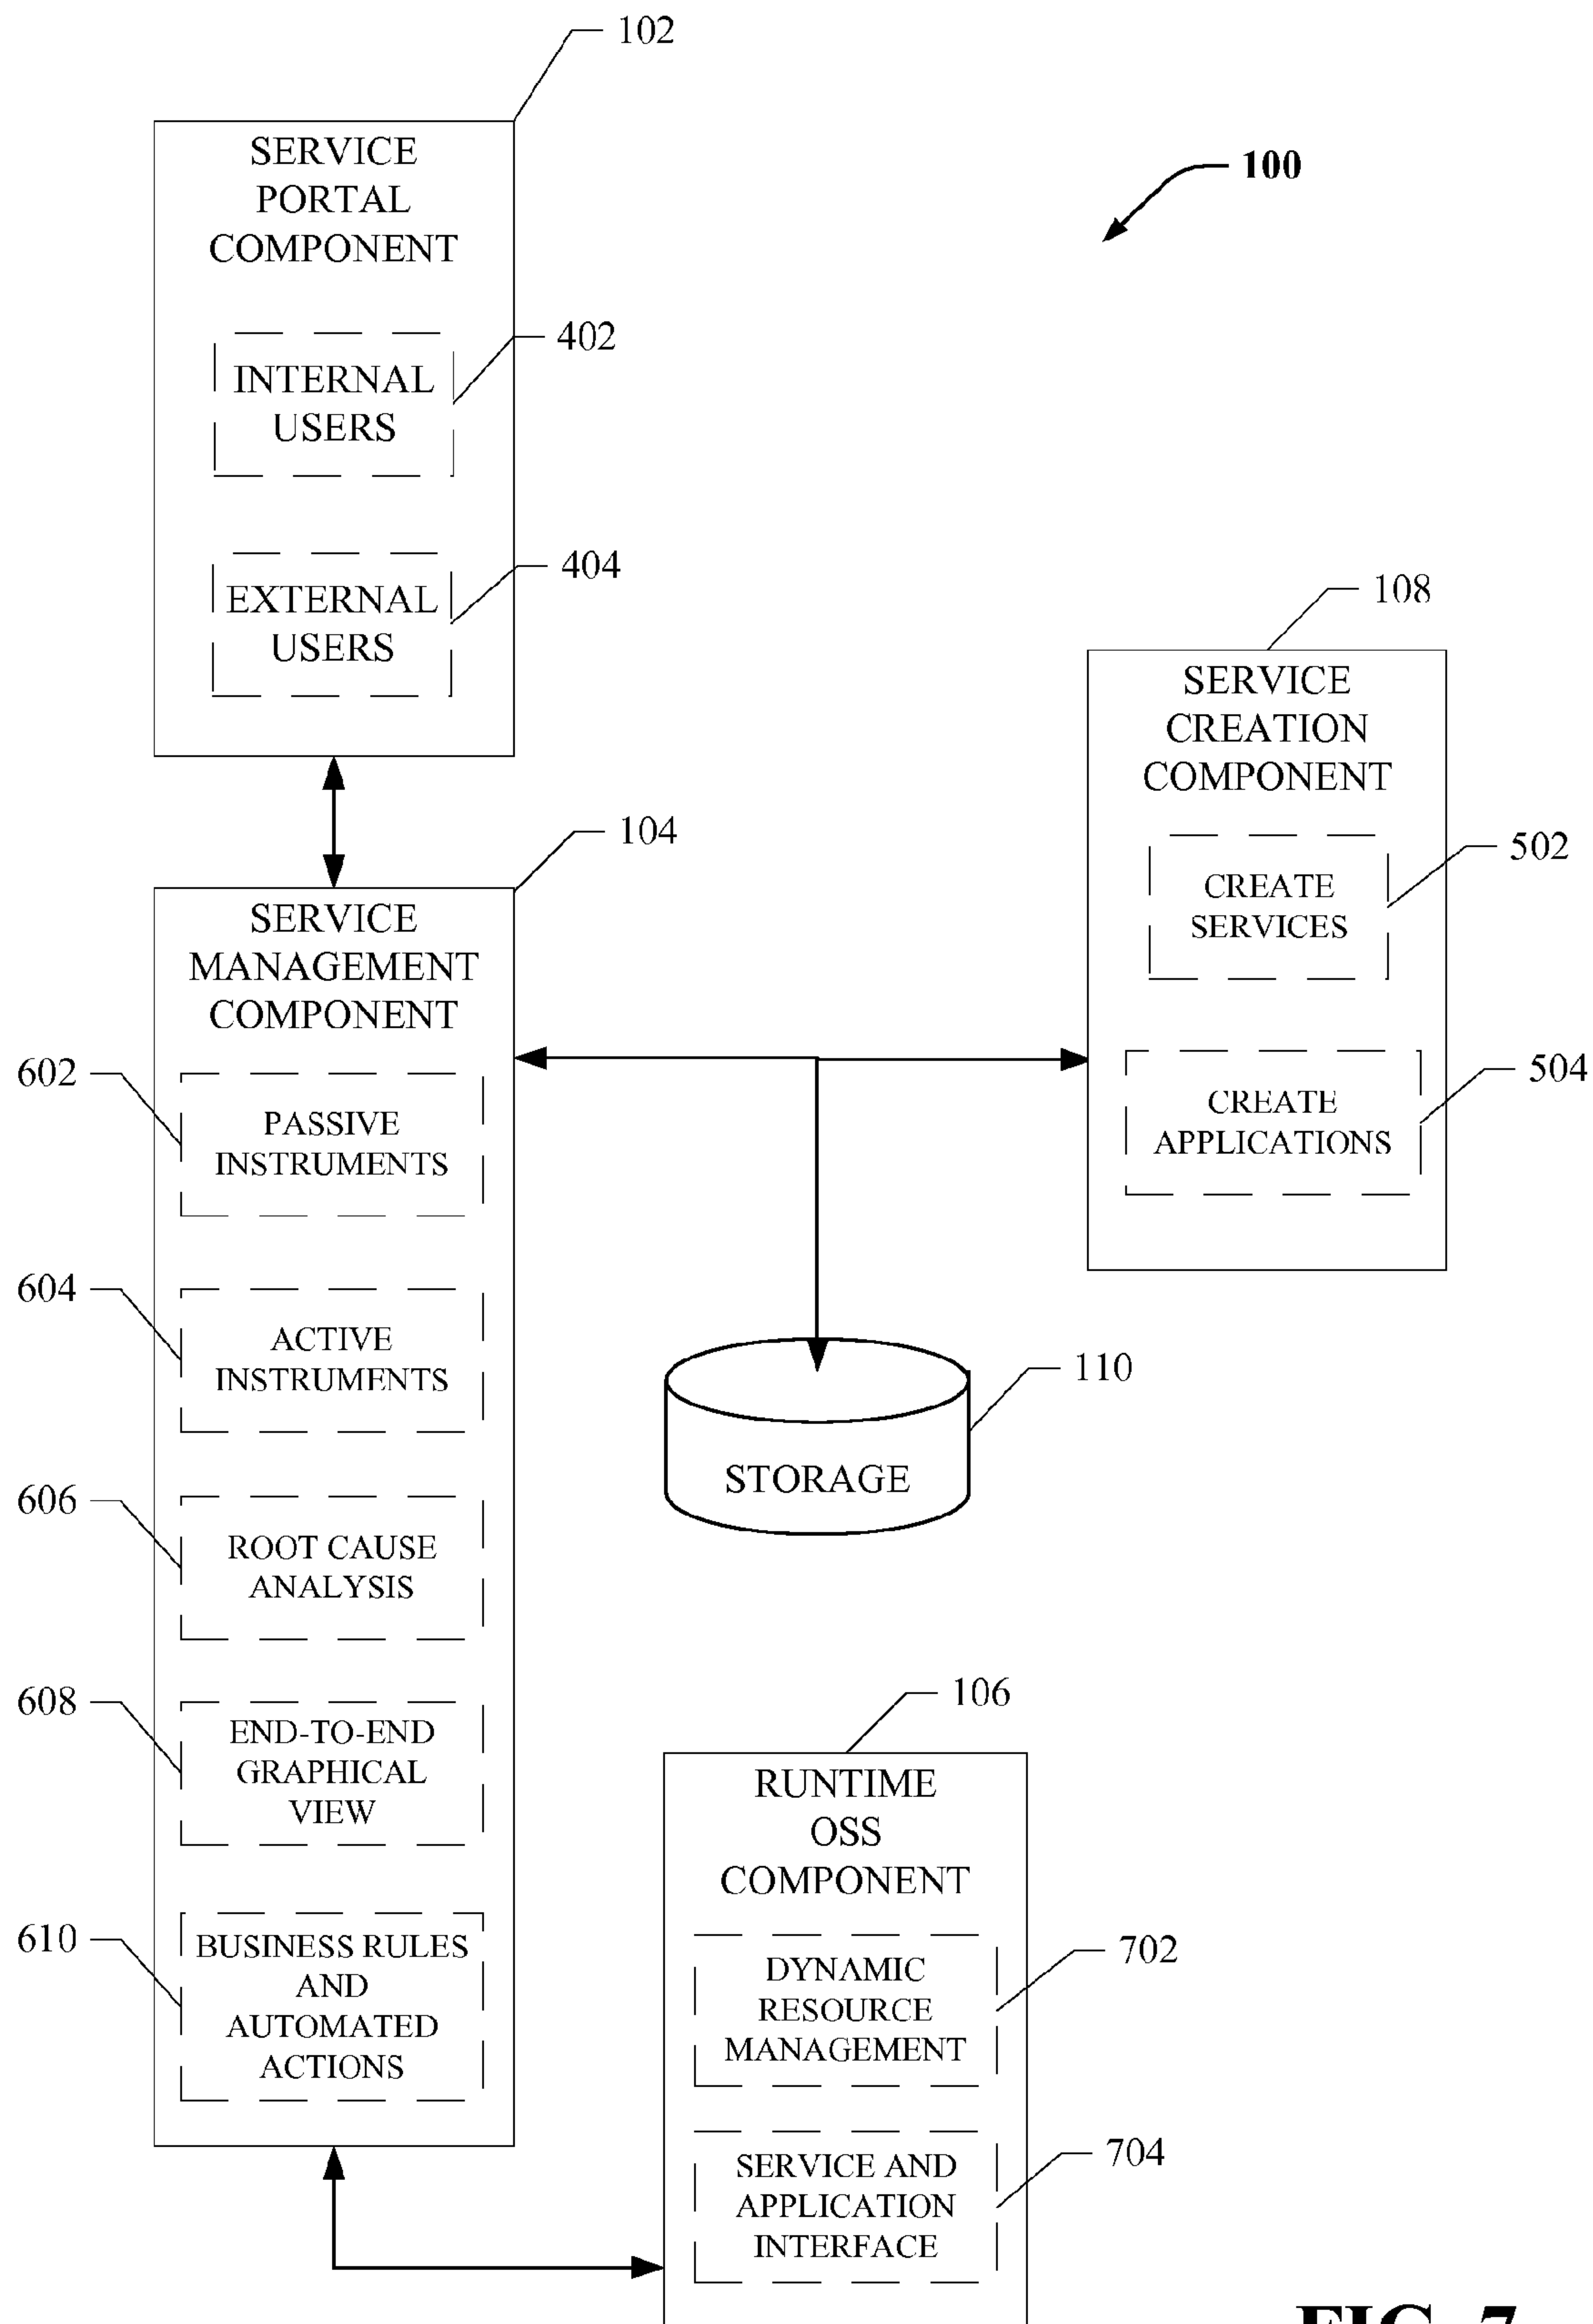 102
SERVICE
PORTAL
COMPONENT
100
402
INTERNAL
USERS
404
EXTERNAL
USERS
108
SERVICE
CREATION
COMPONENT
502
CREATE
SERVICES
504
CREATE
APPLICATIONS
104
SERVICE
MANAGEMENT
COMPONENT
602
PASSIVE
INSTRUMENTS
604
ACTIVE
INSTRUMENTS
110
STORAGE
606
ROOT CAUSE
ANALYSIS
608
END-TO-END
GRAPHICAL
VIEW
610
BUSINESS RULES
AND
AUTOMATED
ACTIONS
106
RUNTIME
OSS
COMPONENT
702
DYNAMIC
RESOURCE
MANAGEMENT
704
SERVICE AND
APPLICATION
INTERFACE
FIG. 7